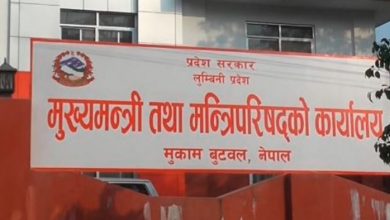 प्रदेश सरकार
लुम्बिनी प्रदेश
मुख्यमन्त्री तथा मन्त्रिपरिषद्को कार्यालय
मुकाम बुटवल, नेपाल